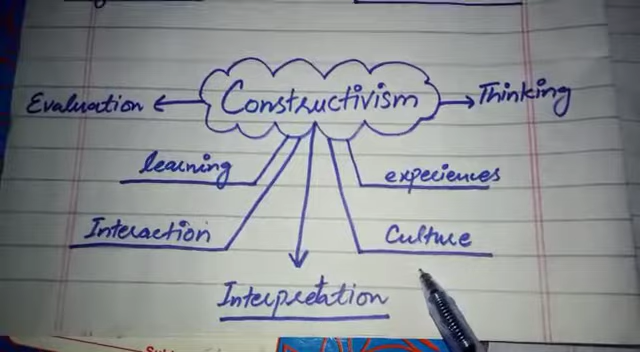 Constructivism
Evaluation
Thinking
learning
experiences
Interaction
Culture
Interpretation